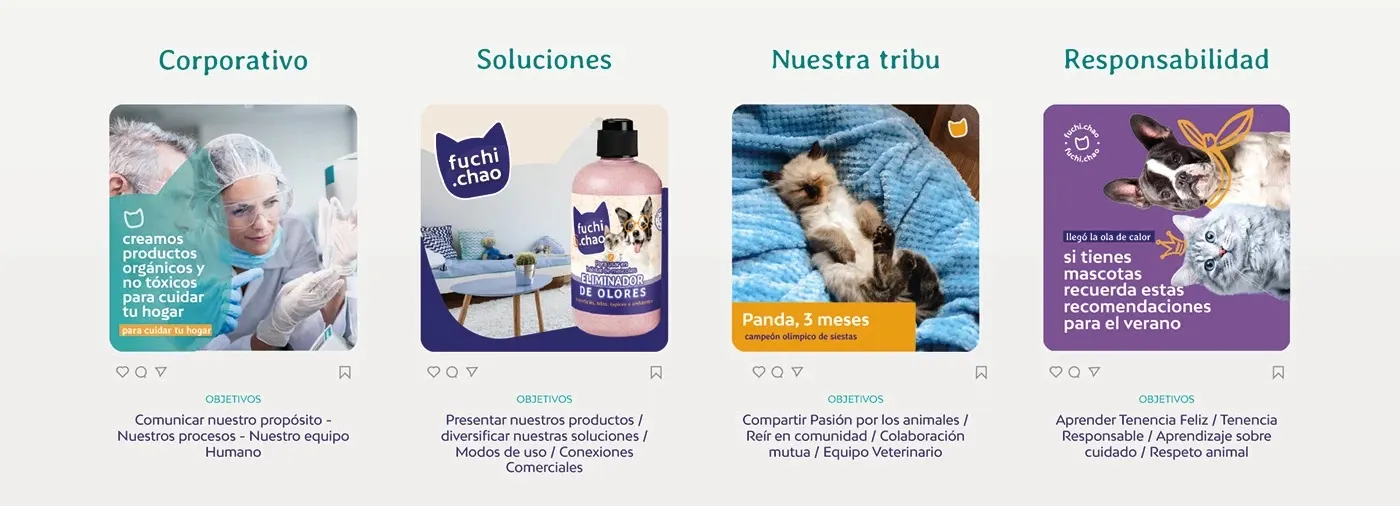 Corporativo
Soluciones
Nuestra tribu
Responsabilidad
creamos
productos
orgánicos y
no tóxicos
para cuidar
tu hogar
para cuidar tu hogar
fuchi
.chao
fuchi
.chao
Para usar en
ELIMINADOR
DE OLORES
Panda, 3 meses
campeón olímpico de siestas
fuchi.chao
fuchi.chao
llegó la ola de calor
si tienes
mascotas
recuerda estas
recomendaciones
para el verano
OBJETIVOS
Comunicar nuestro propósito -
Nuestros procesos - Nuestro equipo
Humano
OBJETIVOS
Presentar nuestros productos /
diversificar nuestras soluciones /
Modos de uso / Conexiones
Comerciales
OBJETIVOS
Compartir Pasión por los animales /
Reír en comunidad / Colaboración
mutua / Equipo Veterinario
OBJETIVOS
Aprender Tenencia Feliz / Tenencia
Responsable / Aprendizaje sobre
cuidado / Respeto animal